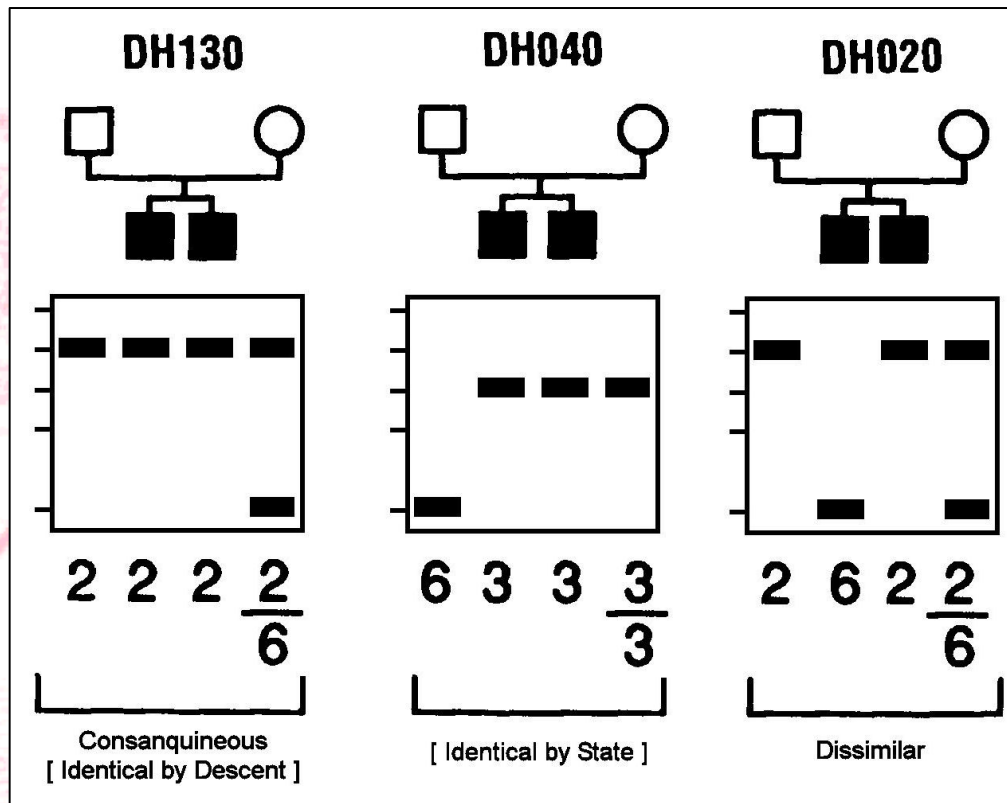 DH130
DH040
DH020
2 2 2 2/6
6 3 3 3/3
2 6 2 2/6
Consanquineous
[ Identical by Descent ]
[ Identical by State ]
Dissimilar